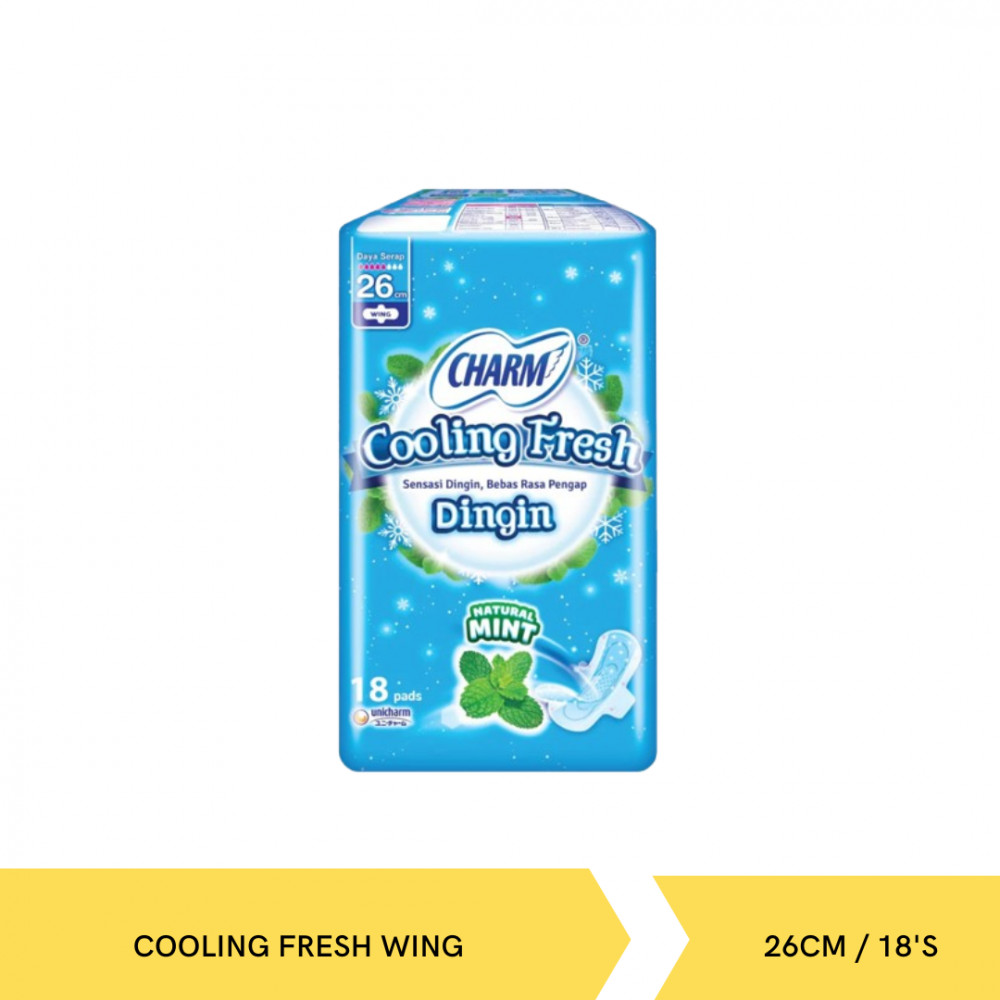 Daya Serap
26 cm
WING
CHARM®
Cooling Fresh
Sensasi Dingin, Bebas Rasa Pengap
Dingin
NATURAL
MINT
18 pads
unicharm
ユニ・チャーム
COOLING FRESH WING
26CM / 18'S